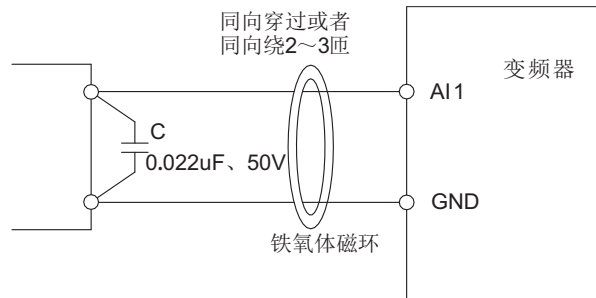 同向穿过或者
同向绕2～3匝
变频器
AI1
C
0.022uF、50V
GND
铁氧体磁环